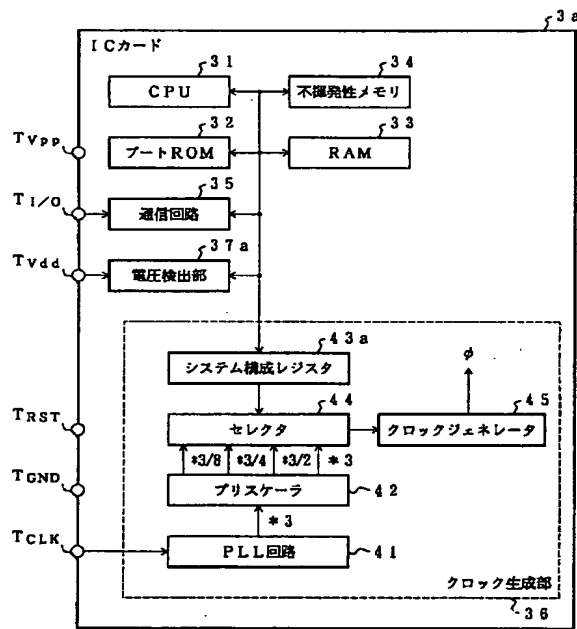 3a
ICカード
31
CPU
34
不揮発性メモリ
32
ブートROM
33
RAM
TVpp
TI/O
35
通信回路
TVdd
37a
電圧検出部
43a
システム構成レジスタ
φ
TRST
44
セレクタ
45
クロックジェネレータ
*3/8 *3/4 *3/2 *3
TGND
プリスケーラ
42
*3
TCLK
PLL回路
41
クロック生成部
36